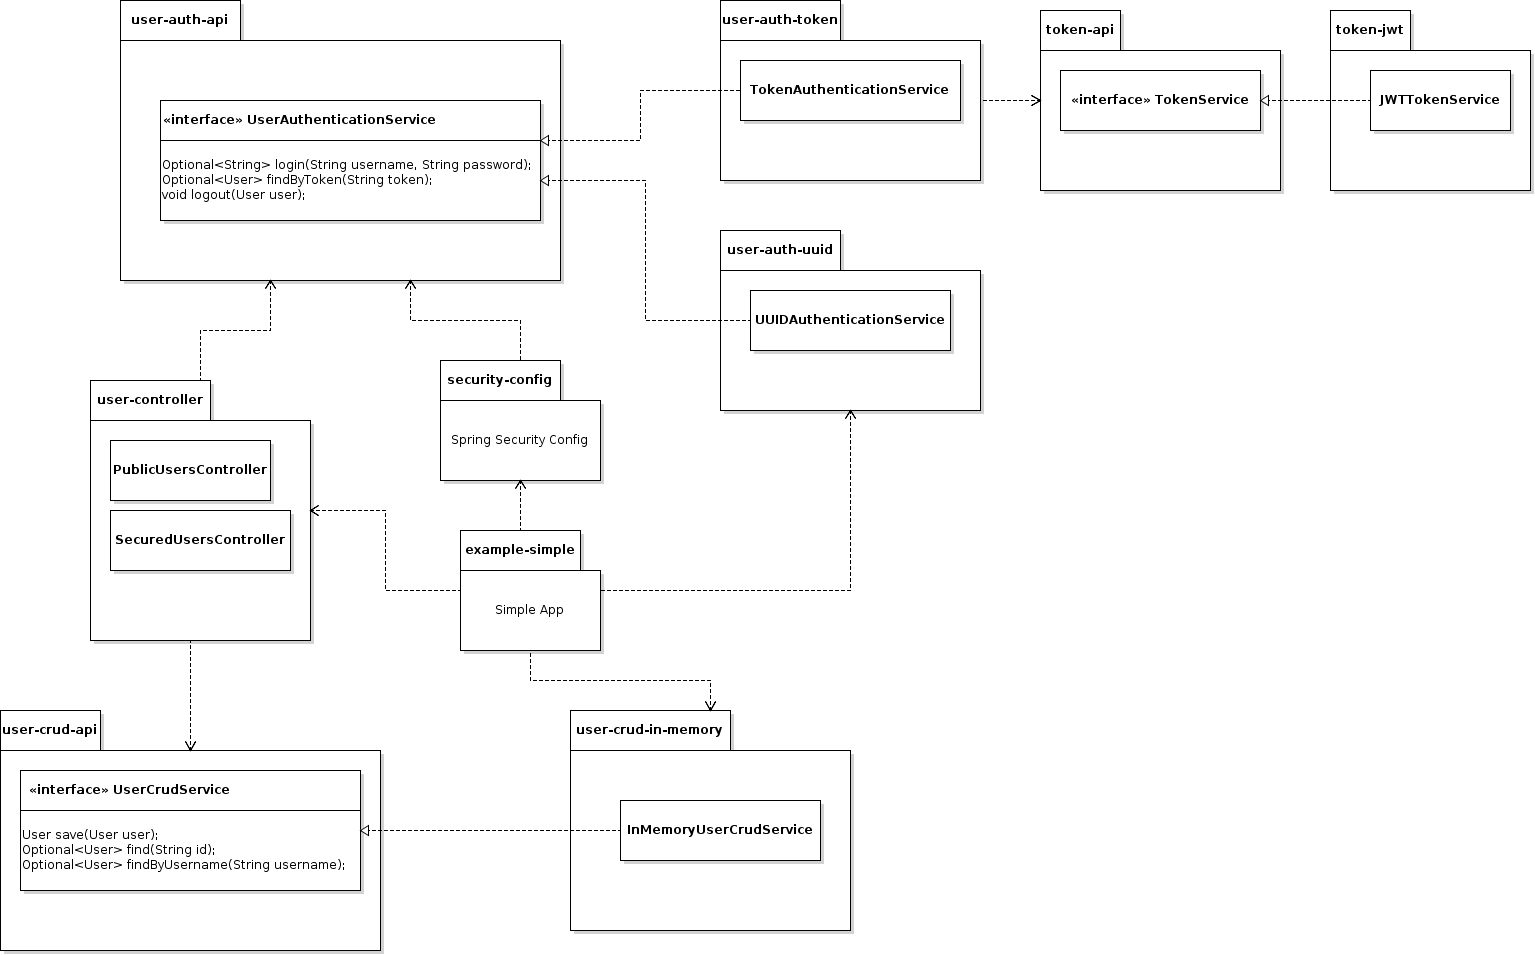 user-auth-api
«interface» UserAuthenticationService
Optional<String> login(String username, String password);
Optional<User> findByToken(String token);
void logout(User user);
user-auth-token
TokenAuthenticationService
token-api
«interface» TokenService
token-jwt
JWTTokenService
user-auth-uuid
UUIDAuthenticationService
user-controller
PublicUsersController
SecuredUsersController
security-config
Spring Security Config
example-simple
Simple App
user-crud-api
«interface» UserCrudService
User save(User user);
Optional<User> find(String id);
Optional<User> findByUsername(String username);
user-crud-in-memory
InMemoryUserCrudService